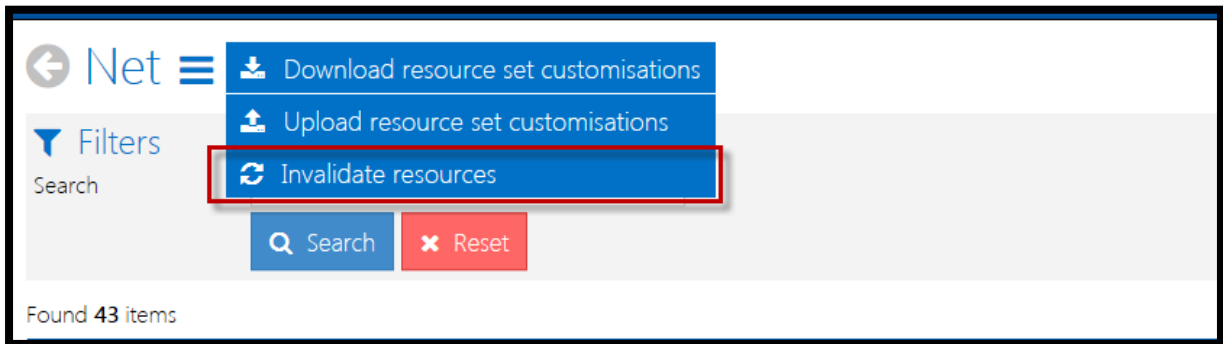 Net
Download resource set customisations
Upload resource set customisations
Invalidate resources
Filters
Search
Search
Reset
Found 43 items